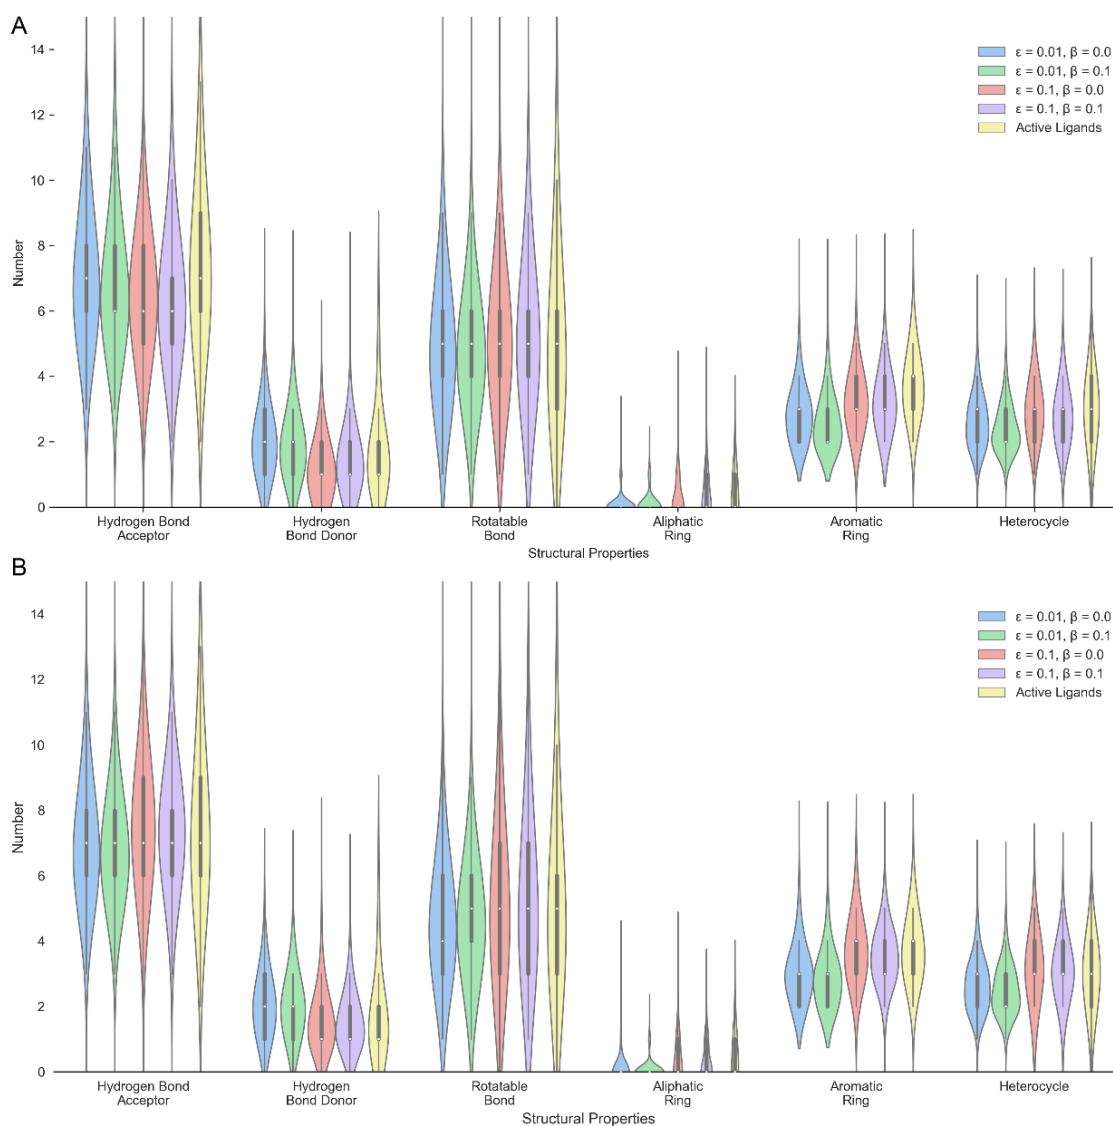 A
14
12
10
8
6
4
2
0
Number
ε = 0.01, β = 0.0
ε = 0.01, β = 0.1
ε = 0.1, β = 0.0
ε = 0.1, β = 0.1
Active Ligands
Hydrogen Bond
Acceptor
Hydrogen
Bond Donor
Rotatable
Bond
Aliphatic
Ring
Aromatic
Ring
Heterocycle
Structural Properties
B
14
12
10
8
6
4
2
0
Number
ε = 0.01, β = 0.0
ε = 0.01, β = 0.1
ε = 0.1, β = 0.0
ε = 0.1, β = 0.1
Active Ligands
Hydrogen Bond
Acceptor
Hydrogen
Bond Donor
Rotatable
Bond
Aliphatic
Ring
Aromatic
Ring
Heterocycle
Structural Properties